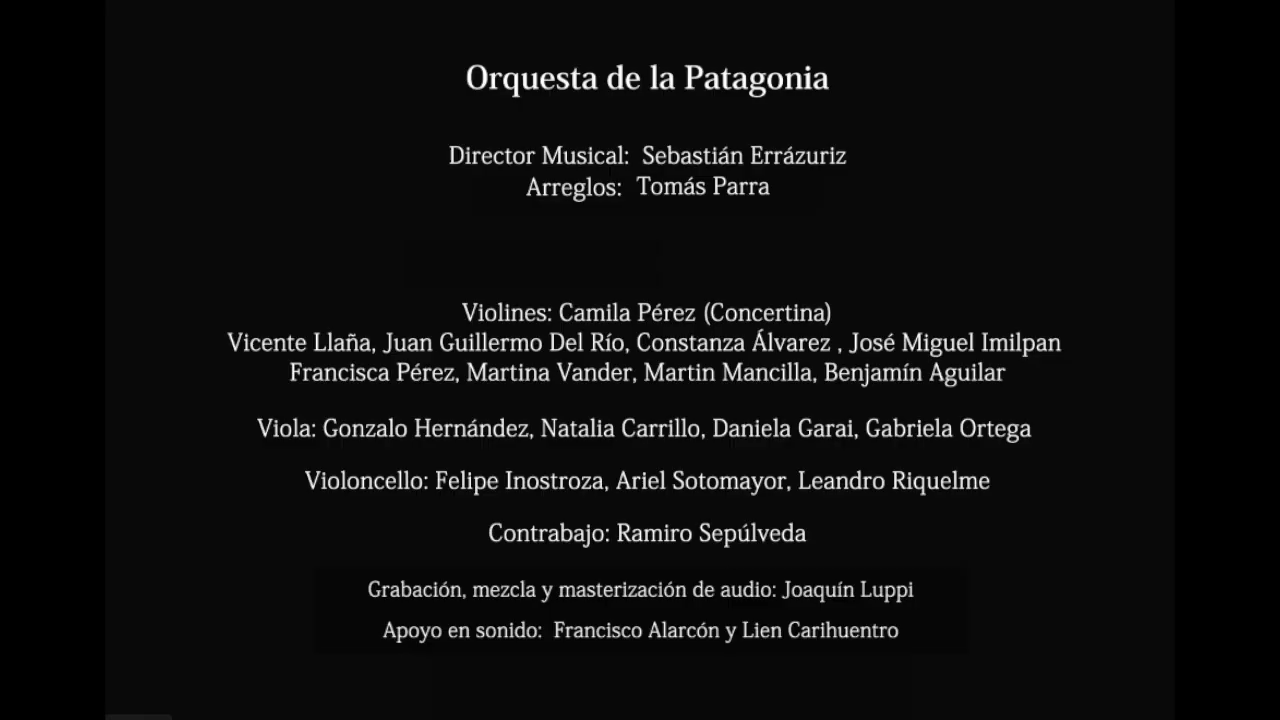 Orquesta de la Patagonia
Director Musical: Sebastián Errázuriz
Arreglos: Tomás Parra
Violines: Camila Pérez (Concertina)
Vicente Llaña, Juan Guillermo Del Río, Constanza Álvarez , José Miguel Imilpan
Francisca Pérez, Martina Vander, Martin Mancilla, Benjamín Aguilar
Viola: Gonzalo Hernández, Natalia Carrillo, Daniela Garai, Gabriela Ortega
Violoncello: Felipe Inostroza, Ariel Sotomayor, Leandro Riquelme
Contrabajo: Ramiro Sepúlveda
Grabación, mezcla y masterización de audio: Joaquín Luppi
Apoyo en sonido: Francisco Alarcón y Lien Carihuentro